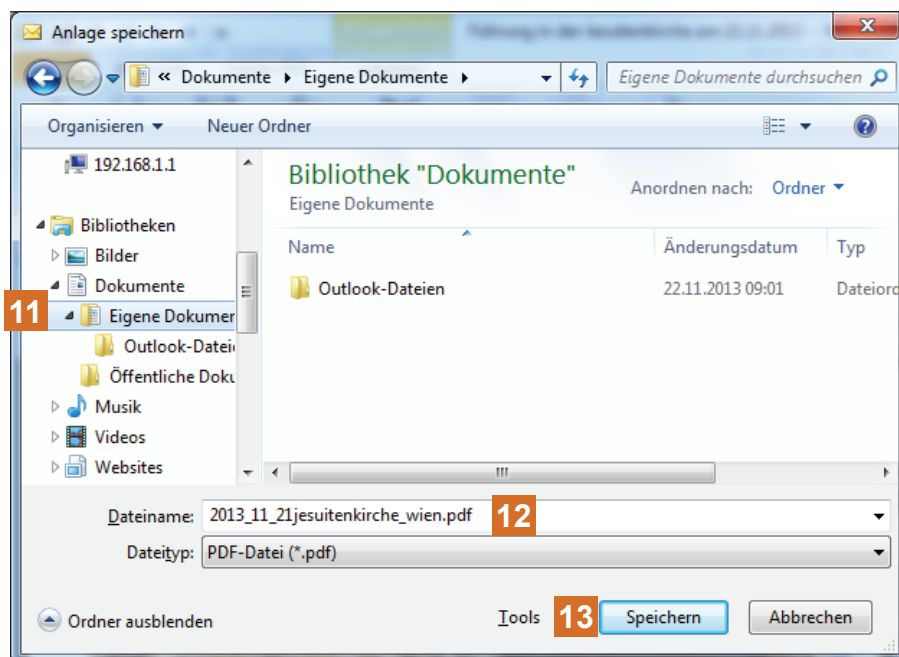 Anlage speichern
« Dokumente ▸ Eigene Dokumente ▸
Eigene Dokumente durchsuchen
Organisieren Neuer Ordner
192.168.1.1
Bibliotheken
Bilder
Dokumente
11 Eigene Dokumen
Outlook-Dateie
Öffentliche Doku
Musik
Videos
Websites
Bibliothek "Dokumente"
Eigene Dokumente
Anordnen nach: Ordner
Name Änderungsdatum Typ
Outlook-Dateien 22.11.2013 09:01 Dateiord
Dateiname: 2013_11_21jesuitenkirche_wien.pdf 12
Dateityp: PDF-Datei (*.pdf)
Ordner ausblenden Tools 13 Speichern Abbrechen